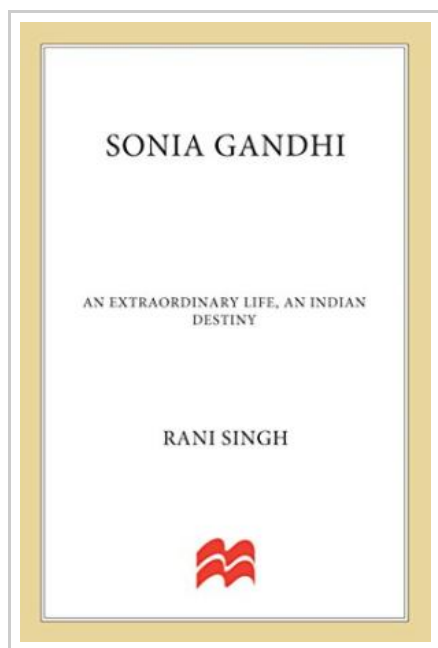 SONIA GANDHI
AN EXTRAORDINARY LIFE, AN INDIAN
DESTINY
RANI SINGH